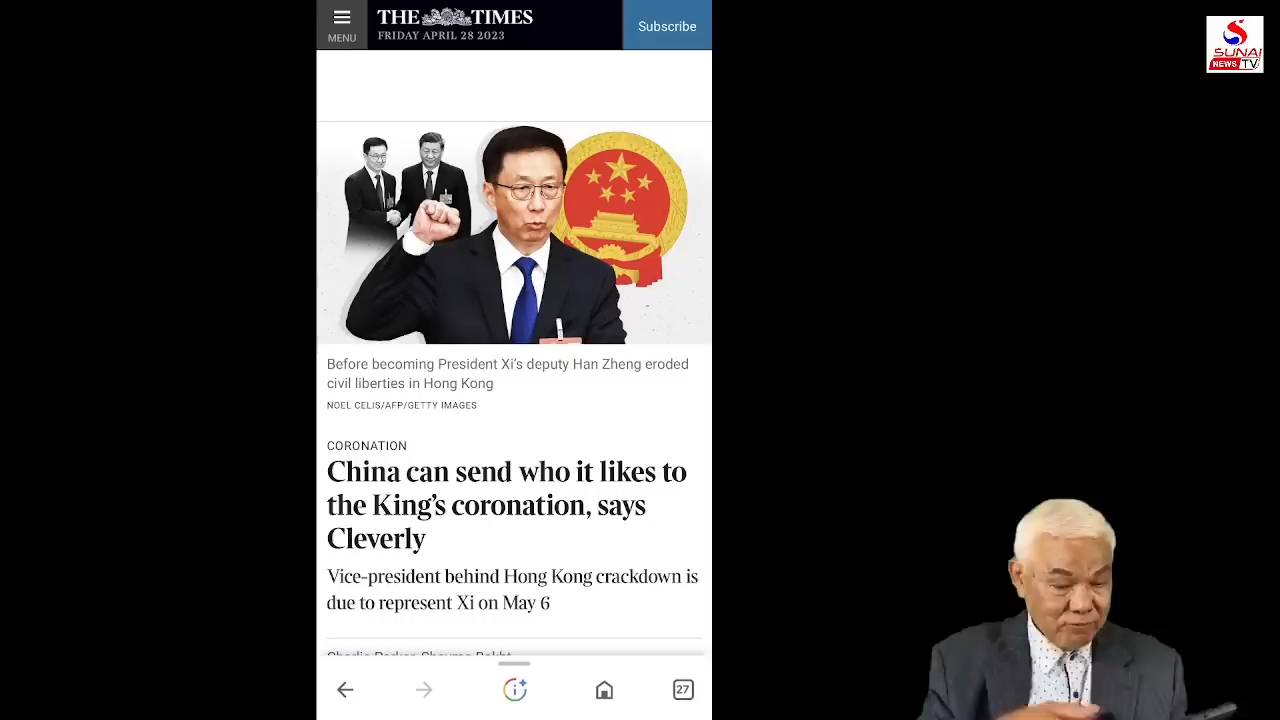 MENU
THE TIMES
FRIDAY APRIL 28 2023
Subscribe
SUNAI
NEWS TV
Before becoming President Xi's deputy Han Zheng eroded
civil liberties in Hong Kong
NOEL CELIS/AFP/GETTY IMAGES
CORONATION
China can send who it likes to
the King's coronation, says
Cleverly
Vice-president behind Hong Kong crackdown is
due to represent Xi on May 6
27